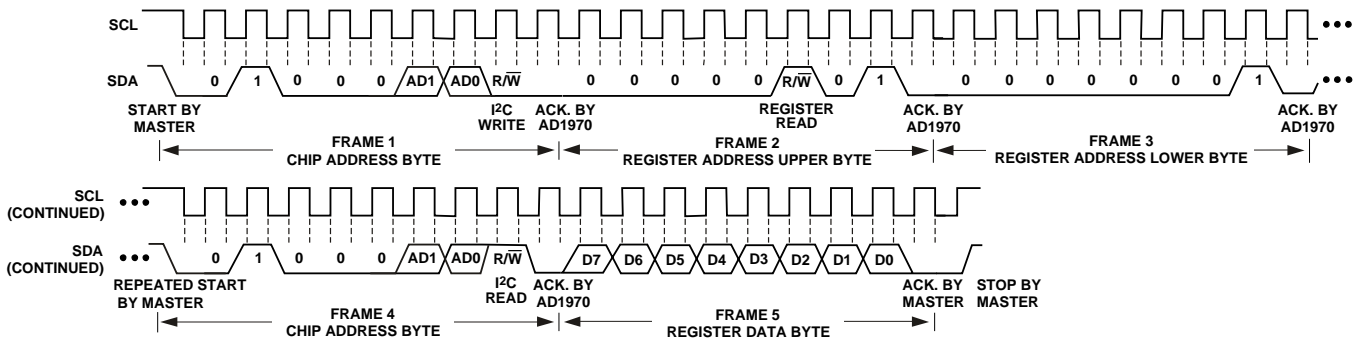 SCL
SDA 0 1 0 0 0 AD1 AD0 R/W̅ 0 0 0 0 0 R/W̅ 0 1 0 0 0 0 0 0 0 1
START BY MASTER
I²C WRITE
ACK. BY AD1970
REGISTER READ
ACK. BY AD1970
ACK. BY AD1970
FRAME 1
CHIP ADDRESS BYTE
FRAME 2
REGISTER ADDRESS UPPER BYTE
FRAME 3
REGISTER ADDRESS LOWER BYTE
SCL
(CONTINUED)
SDA
(CONTINUED)
0 1 0 0 0 AD1 AD0 R/W̅ D7 D6 D5 D4 D3 D2 D1 D0
REPEATED START
BY MASTER
I²C
READ
ACK. BY
AD1970
ACK. BY
MASTER
STOP BY
MASTER
FRAME 4
CHIP ADDRESS BYTE
FRAME 5
REGISTER DATA BYTE